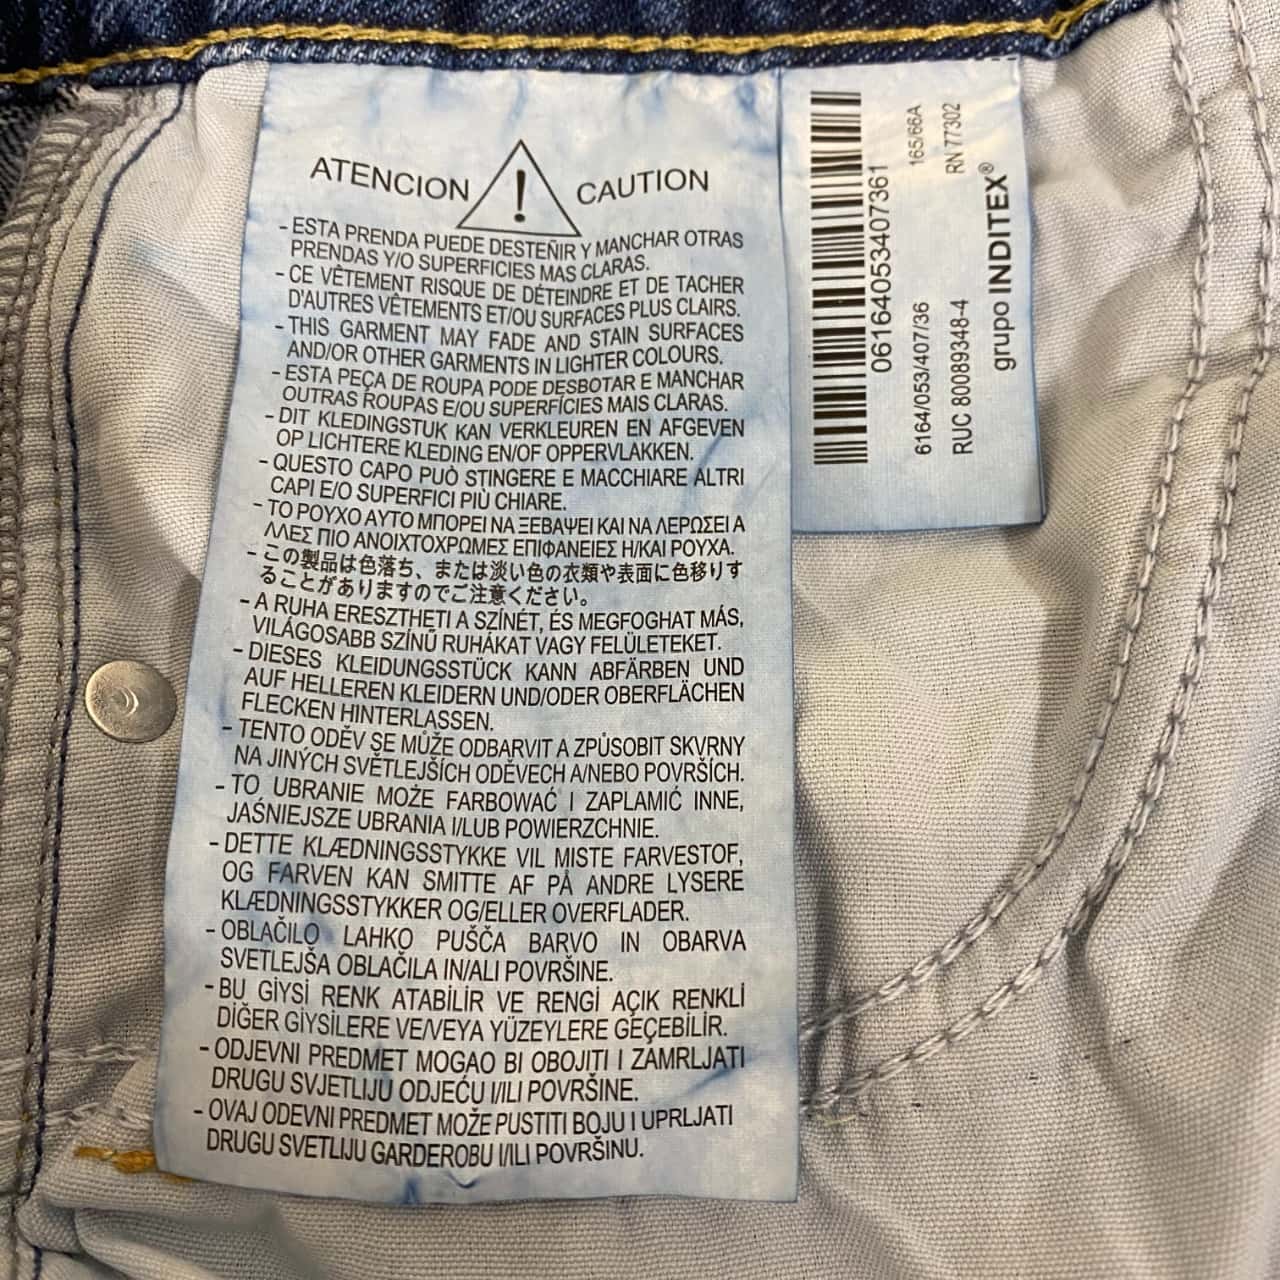 ATENCION ! CAUTION
- ESTA PRENDA PUEDE DESTEÑIR Y MANCHAR OTRAS
PRENDAS Y/O SUPERFICIES MAS CLARAS.
- CE VÊTEMENT RISQUE DE DÉTEINDRE ET DE TACHER
D'AUTRES VÊTEMENTS ET/OU SURFACES PLUS CLAIRS.
- THIS GARMENT MAY FADE AND STAIN SURFACES
AND/OR OTHER GARMENTS IN LIGHTER COLOURS.
- ESTA PEÇA DE ROUPA PODE DESBOTAR E MANCHAR
OUTRAS ROUPAS E/OU SUPERFÍCIES MAIS CLARAS.
- DIT KLEDINGSTUK KAN VERKLEUREN EN AFGEVEN
OP LICHTERE KLEDING EN/OF OPPERVLAKKEN.
- QUESTO CAPO PUÒ STINGERE E MACCHIARE ALTRI
CAPI E/O SUPERFICI PIÙ CHIARE.
- ΤΟ ΡΟΥΧΟ ΑΥΤΟ ΜΠΟΡΕΙ ΝΑ ΞΕΒΑΨΕΙ ΚΑΙ ΝΑ ΛΕΡΩΣΕΙ Α
ΛΛΕΣ ΠΙΟ ΑΝΟΙΧΤΟΧΡΩΜΕΣ ΕΠΙΦΑΝΕΙΕΣ Η/ΚΑΙ ΡΟΥΧΑ.
- この製品は色落ち、または淡い色の衣類や表面に色移りす
ることがありますのでご注意ください。
- A RUHA ERESZTHETI A SZÍNÉT, ÉS MEGFOGHAT MÁS,
VILÁGOSABB SZÍNŰ RUHÁKAT VAGY FELÜLETEKET.
- DIESES KLEIDUNGSSTÜCK KANN ABFÄRBEN UND
AUF HELLEREN KLEIDERN UND/ODER OBERFLÄCHEN
FLECKEN HINTERLASSEN.
- TENTO ODĚV SE MŮŽE ODBARVIT A ZPŮSOBIT SKVRNY
NA JINÝCH SVĚTLEJŠÍCH ODĚVECH A/NEBO POVRŠÍCH.
- TO UBRANIE MOŻE FARBOWAĆ I ZAPLAMIĆ INNE,
JAŚNIEJSZE UBRANIA I/LUB POWIERZCHNIE.
- DETTE KLÆDNINGSSTYKKE VIL MISTE FARVESTOF,
OG FARVEN KAN SMITTE AF PÅ ANDRE LYSERE
KLÆDNINGSSTYKKER OG/ELLER OVERFLADER.
- OBLAČILO LAHKO PUŠČA BARVO IN OBARVA
SVETLEJŠA OBLAČILA IN/ALI POVRŠINE.
- BU GİYSİ RENK ATABİLİR VE RENGİ AÇIK RENKLİ
DİĞER GİYSİLERE VE/VEYA YÜZEYLERE GEÇEBİLİR.
- ODJEVNI PREDMET MOGAO BI OBOJITI I ZAMRLJATI
DRUGU SVJETLIJU ODJEĆU I/ILI POVRŠINE.
- OVAJ ODEVNI PREDMET MOŽE PUSTITI BOJU I UPRLJATI
DRUGU SVETLIJU GARDEROBU I/ILI POVRŠINU.
06164053407361
6164/053/407/36 165/66A
RUC 80089348-4 RN 77302
grupo INDITEX®